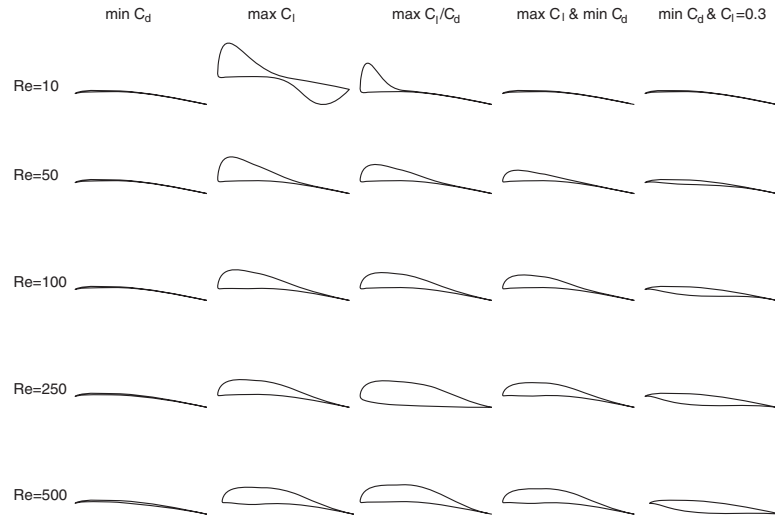 min C_d max C_l max C_l/C_d max C_l & min C_d min C_d & C_l=0.3
Re=10
Re=50
Re=100
Re=250
Re=500